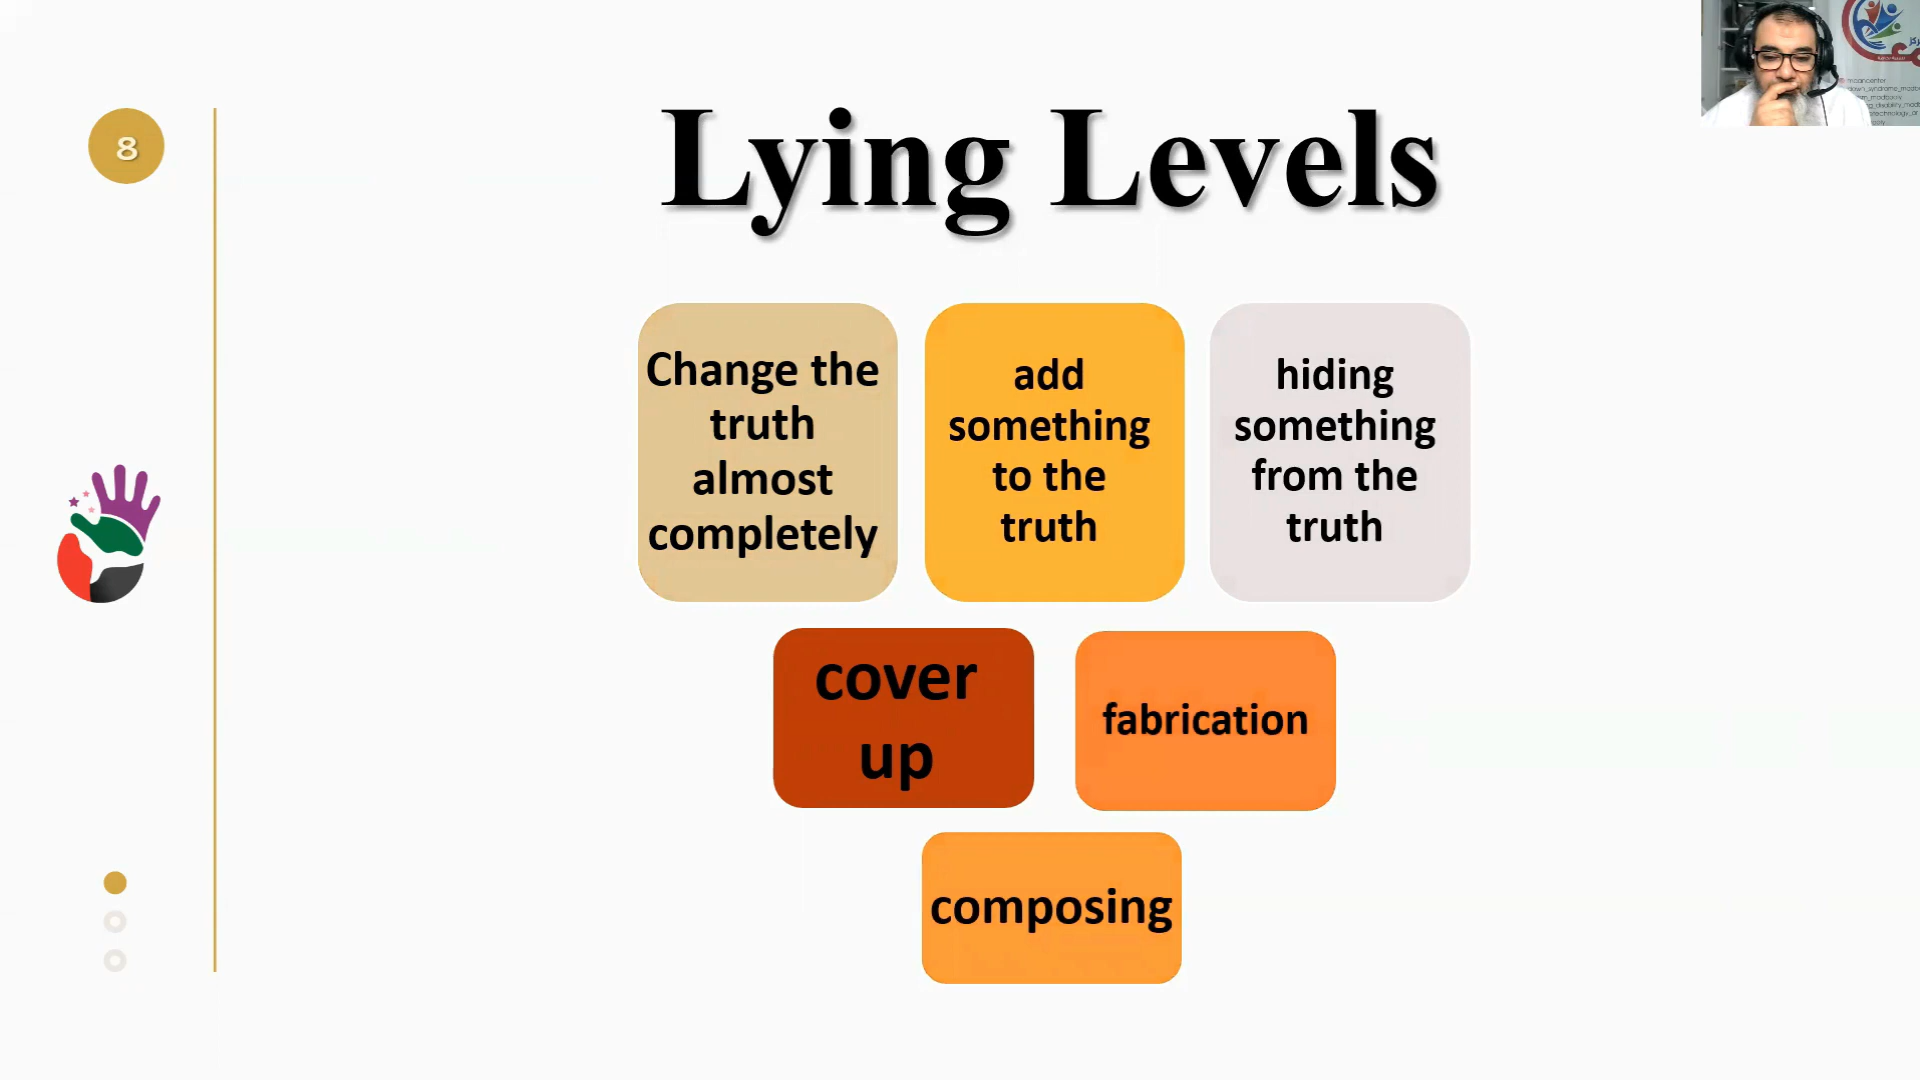 8
Lying Levels
Change the
truth
almost
completely
add
something
to the
truth
hiding
something
from the
truth
cover
up
fabrication
composing
maancenter